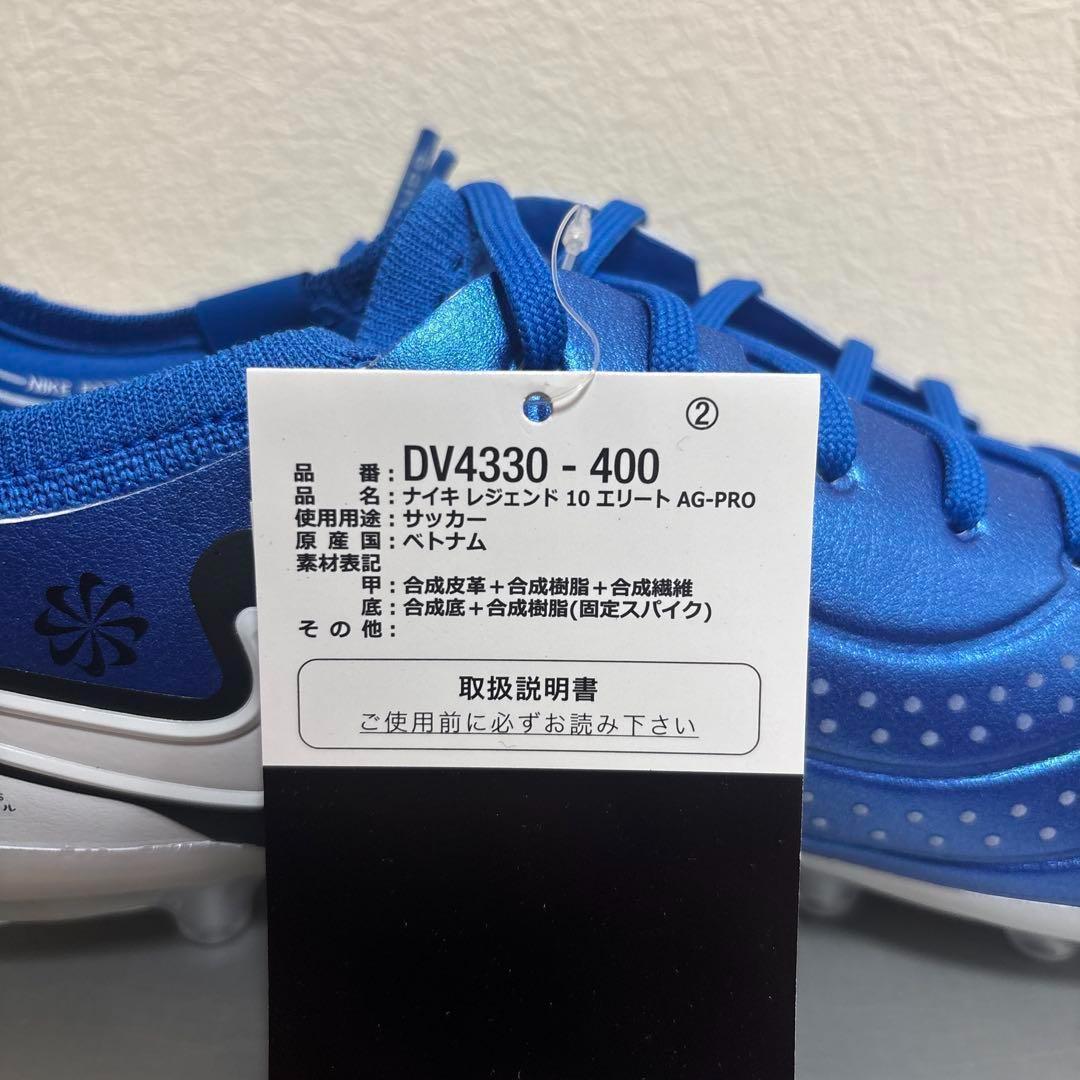 ②
品 番：DV4330 - 400
品 名：ナイキ レジェンド 10 エリート AG-PRO
使用用途：サッカー
原産国：ベトナム
素材表記
甲：合成皮革＋合成樹脂＋合成繊維
底：合成底＋合成樹脂(固定スパイク)
その他：
取扱説明書
ご使用前に必ずお読み下さい
NIKE